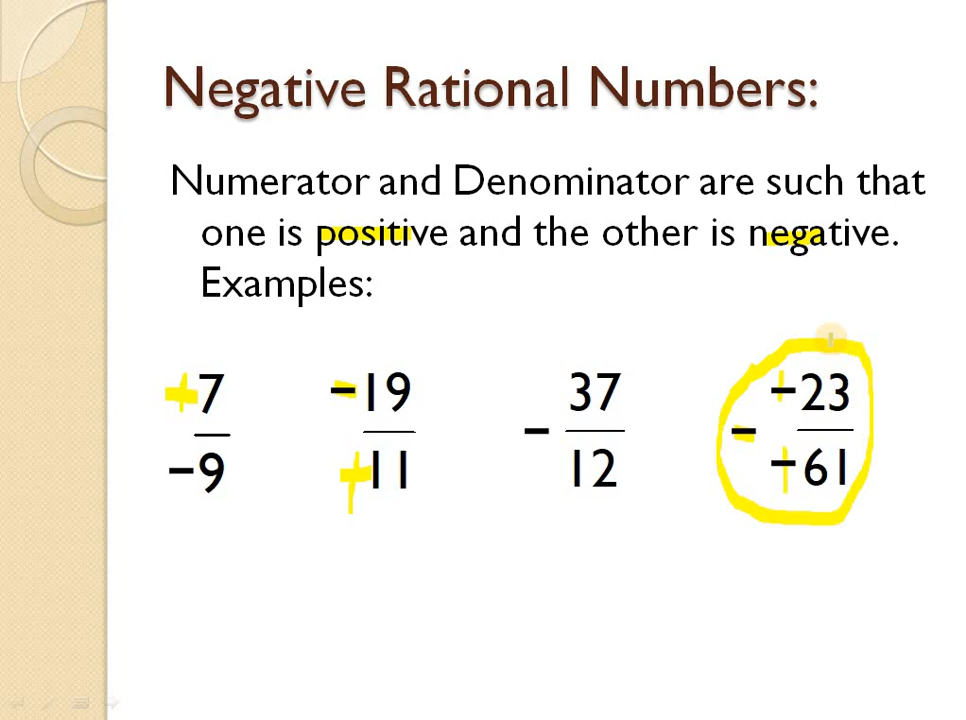 Negative Rational Numbers:
Numerator and Denominator are such that
one is positive and the other is negative.
Examples:
+7/−9  −19/+11  −37/12  −(−23/−61)